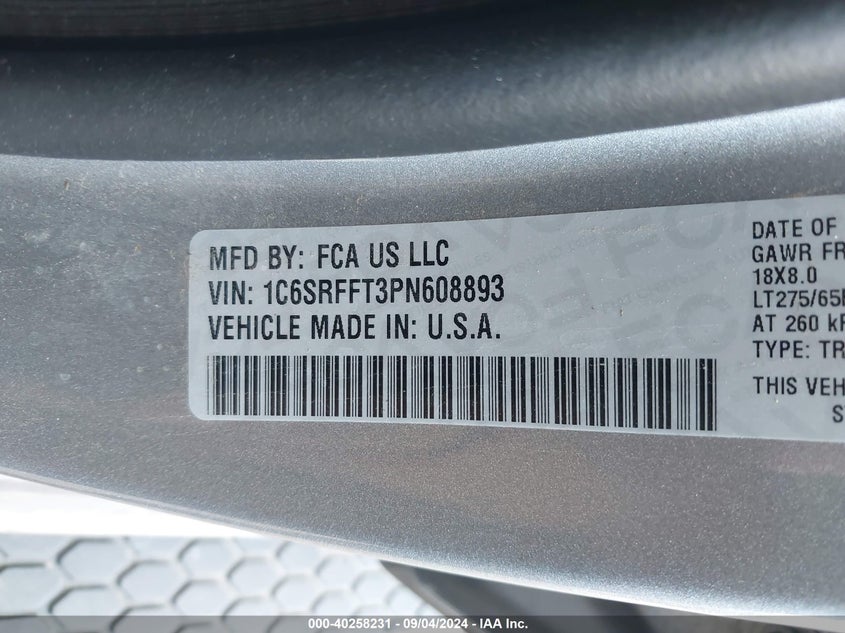 MFD BY: FCA US LLC
VIN: 1C6SRFFT3PN608893
VEHICLE MADE IN: U.S.A.
DATE OF
GAWR FR
18X8.0
LT275/65
AT 260 kP
TYPE: TR
THIS VEH
000-40258231 - 09/04/2024 - IAA Inc.